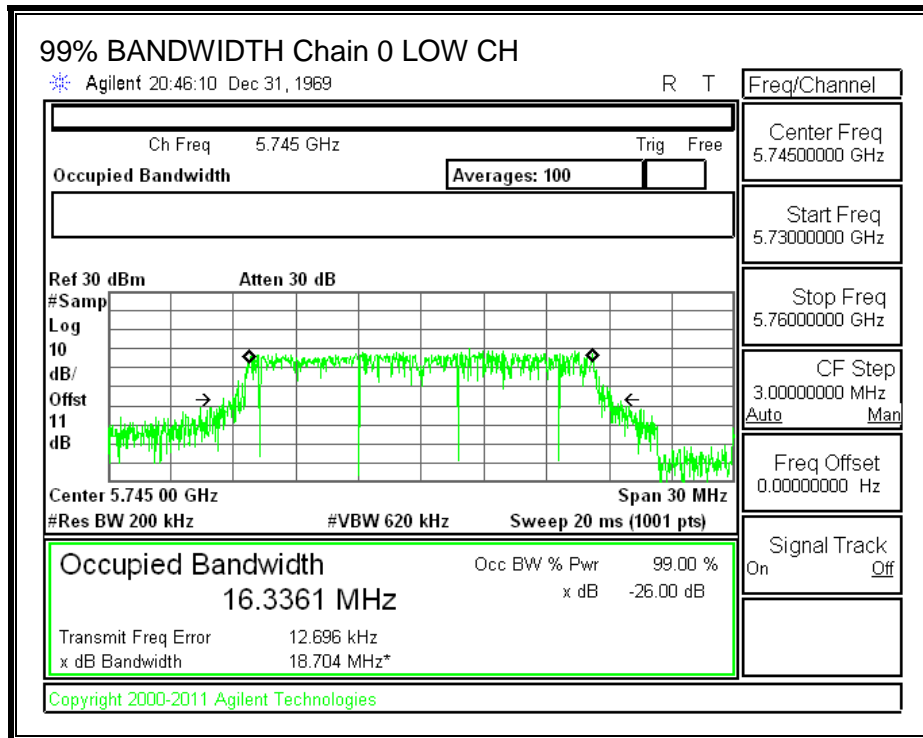 99% BANDWIDTH Chain 0 LOW CH
Agilent 20:46:10 Dec 31, 1969 R T
Freq/Channel
Ch Freq 5.745 GHz Trig Free
Occupied Bandwidth Averages: 100
Center Freq
5.74500000 GHz
Start Freq
5.73000000 GHz
Stop Freq
5.76000000 GHz
CF Step
3.00000000 MHz
Auto Man
Freq Offset
0.00000000 Hz
Signal Track
On Off
Ref 30 dBm Atten 30 dB
#Samp
Log
10
dB/
Offst
11
dB
Center 5.745 00 GHz Span 30 MHz
#Res BW 200 kHz #VBW 620 kHz Sweep 20 ms (1001 pts)
Occupied Bandwidth Occ BW % Pwr 99.00 %
16.3361 MHz x dB -26.00 dB
Transmit Freq Error 12.696 kHz
x dB Bandwidth 18.704 MHz*
Copyright 2000-2011 Agilent Technologies